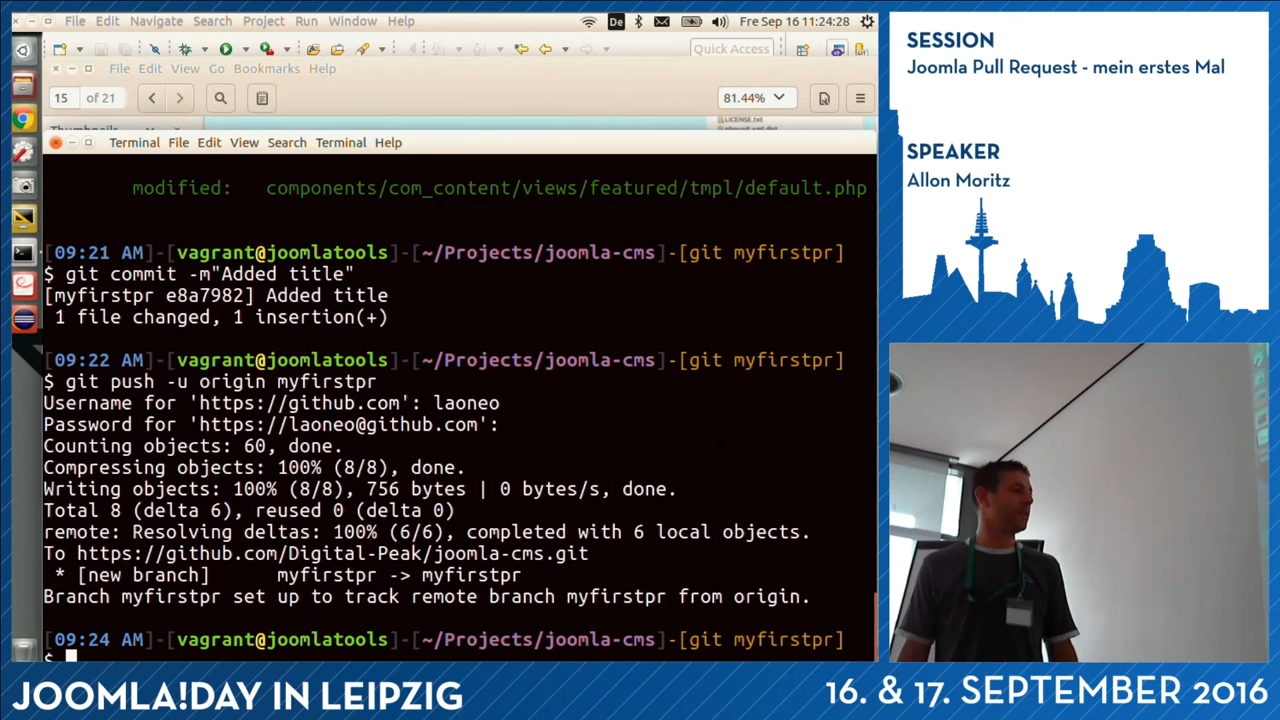 File Edit Navigate Search Project Run Window Help
De
Fri Sep 16 11:24:28
Quick Access
File Edit View Go Bookmarks Help
15 of 21
81.44%
Thumbnails
LICENSE.txt
Terminal File Edit View Search Terminal Help
modified: components/com_content/views/featured/tmpl/default.php
[09:21 AM]-[vagrant@joomlatools]-[~/Projects/joomla-cms]-[git myfirstpr]
$ git commit -m"Added title"
[myfirstpr e8a7982] Added title
1 file changed, 1 insertion(+)
[09:22 AM]-[vagrant@joomlatools]-[~/Projects/joomla-cms]-[git myfirstpr]
$ git push -u origin myfirstpr
Username for 'https://github.com': laoneo
Password for 'https://laoneo@github.com':
Counting objects: 60, done.
Compressing objects: 100% (8/8), done.
Writing objects: 100% (8/8), 756 bytes | 0 bytes/s, done.
Total 8 (delta 6), reused 0 (delta 0)
remote: Resolving deltas: 100% (6/6), completed with 6 local objects.
To https://github.com/Digital-Peak/joomla-cms.git
* [new branch] myfirstpr -> myfirstpr
Branch myfirstpr set up to track remote branch myfirstpr from origin.
[09:24 AM]-[vagrant@joomlatools]-[~/Projects/joomla-cms]-[git myfirstpr]
$
SESSION
Joomla Pull Request - mein erstes Mal
SPEAKER
Allon Moritz
JOOMLA!DAY IN LEIPZIG
16. & 17. SEPTEMBER 2016